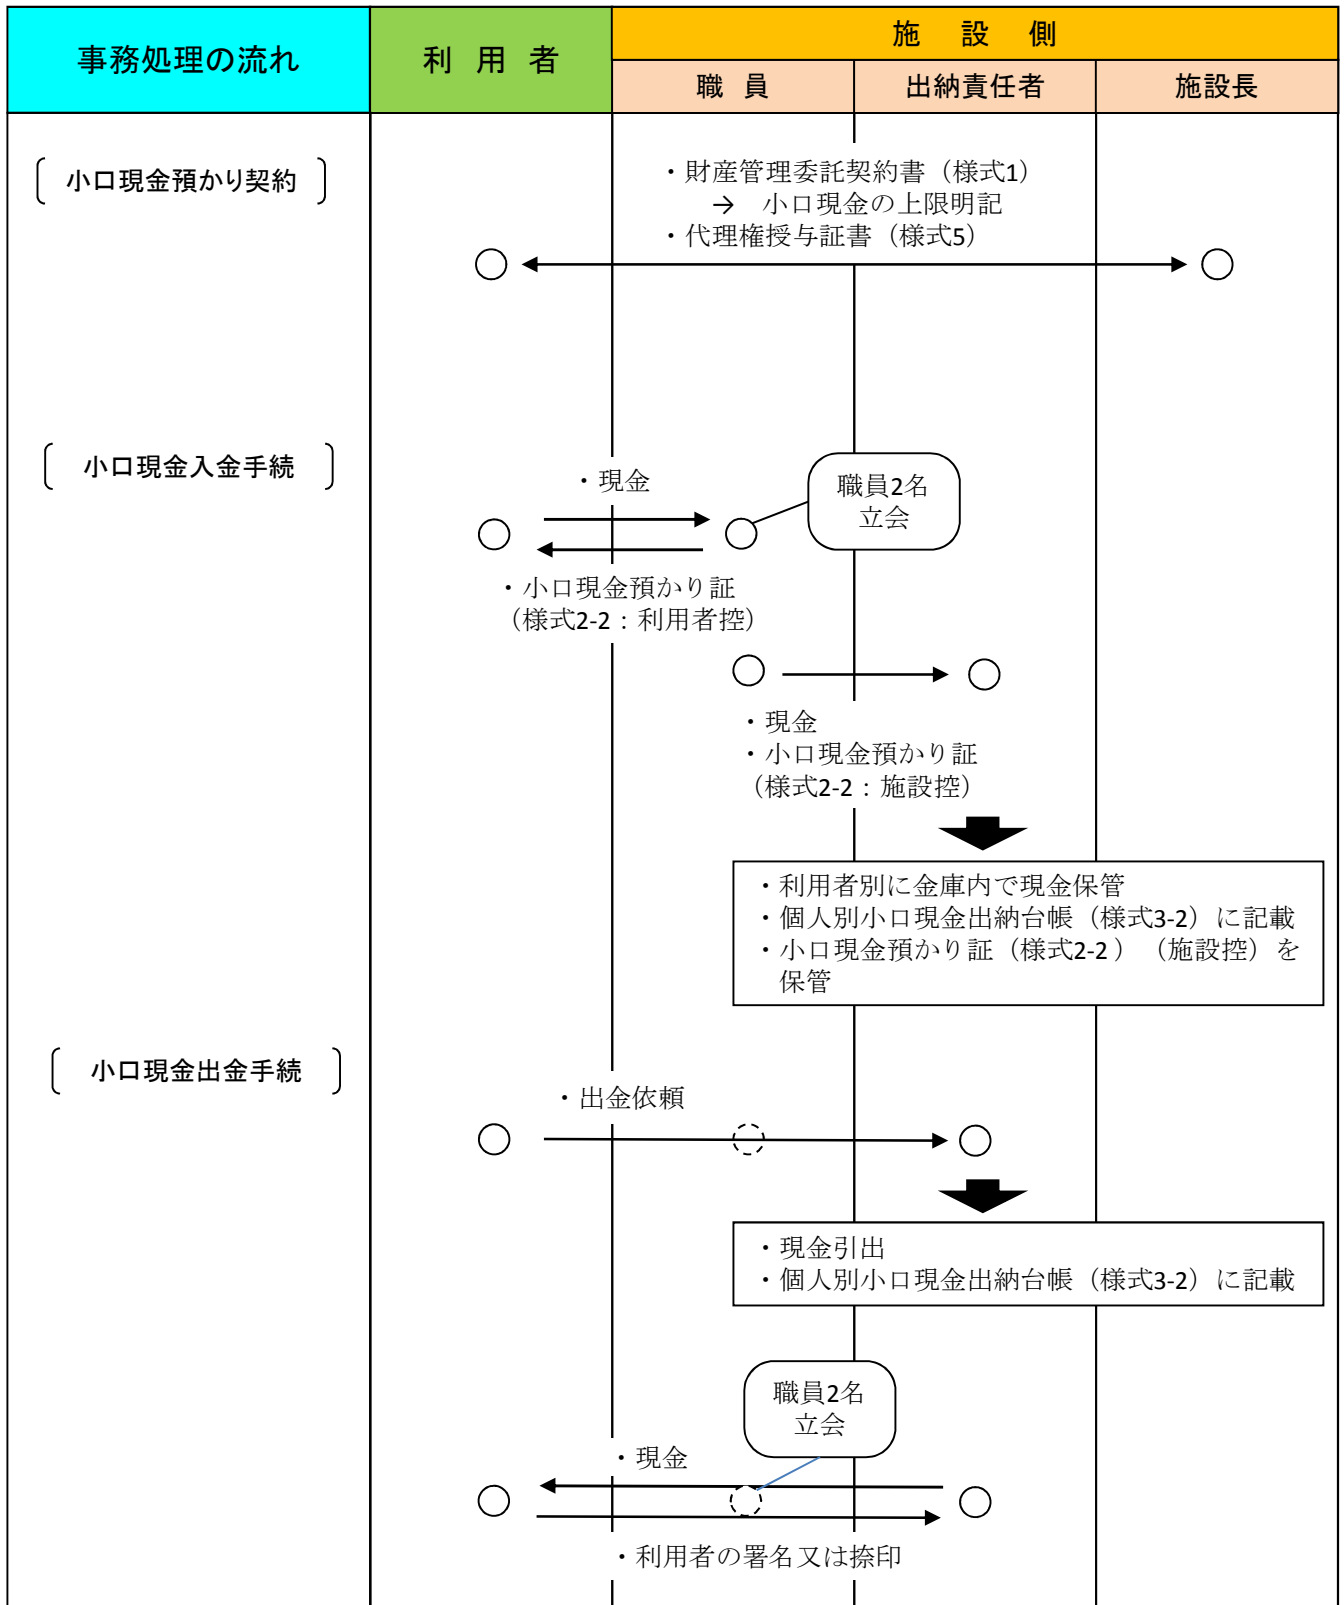 事務処理の流れ
利 用 者
施 設 側
職 員
出納責任者
施設長
小口現金預かり契約
・財産管理委託契約書（様式1）
→ 小口現金の上限明記
・代理権授与証書（様式5）
小口現金入金手続
・現金
職員2名
立会
・小口現金預かり証
（様式2-2：利用者控）
・現金
・小口現金預かり証
（様式2-2：施設控）
・利用者別に金庫内で現金保管
・個人別小口現金出納台帳（様式3-2）に記載
・小口現金預かり証（様式2-2）（施設控）を
保管
小口現金出金手続
・出金依頼
・現金引出
・個人別小口現金出納台帳（様式3-2）に記載
職員2名
立会
・現金
・利用者の署名又は捺印